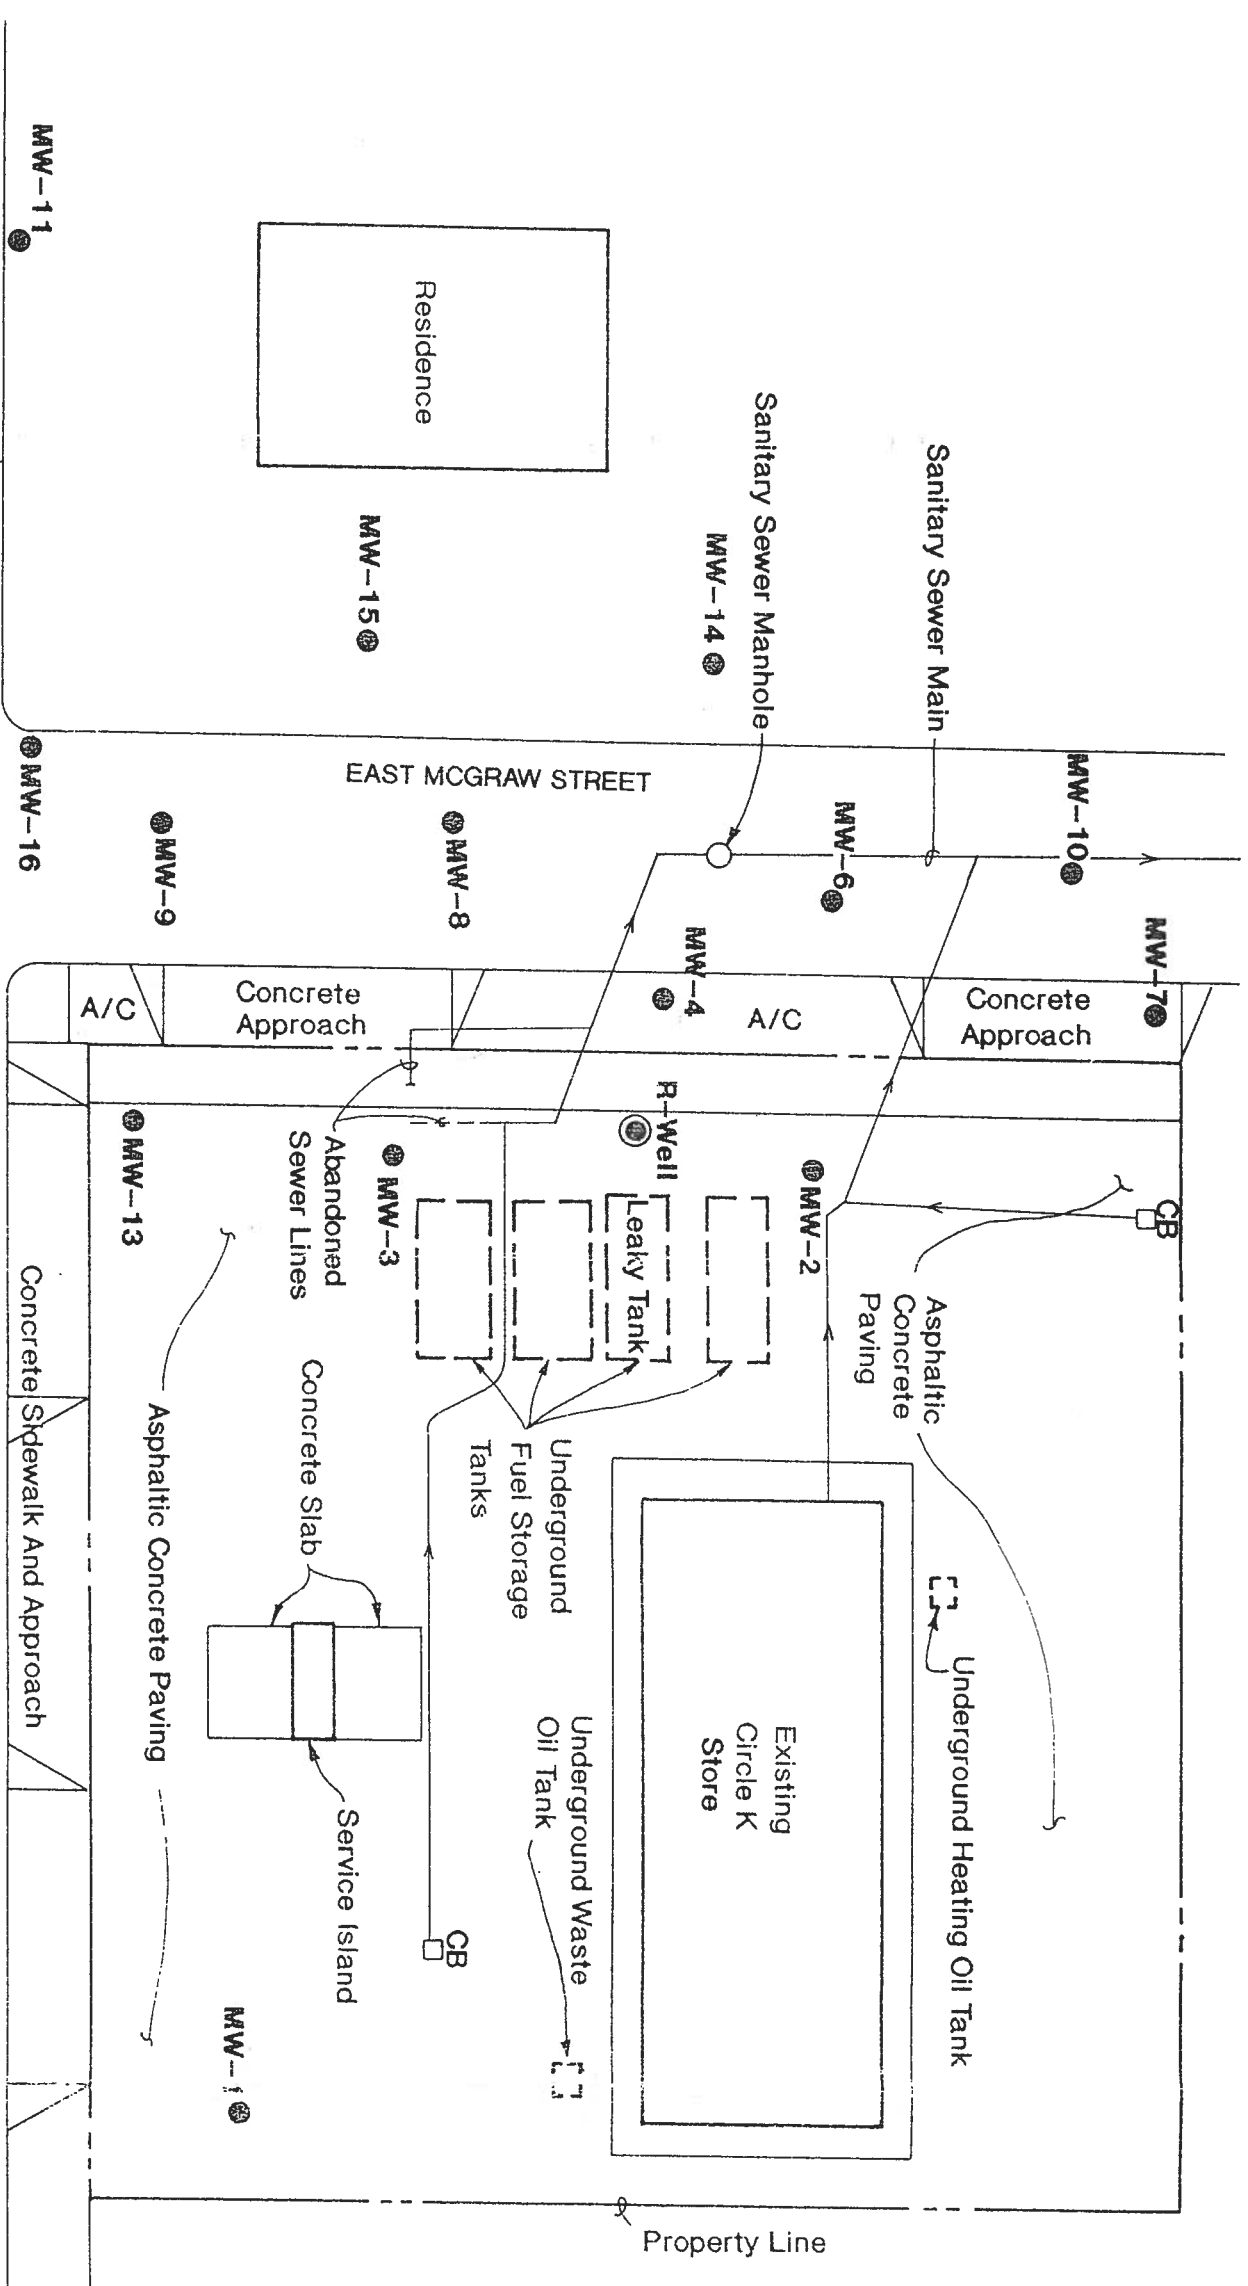 MW-11
Residence
MW-15
MW-14
Sanitary Sewer Manhole
Sanitary Sewer Main
EAST MCGRAW STREET
MW-16
MW-9
MW-8
MW-6
MW-10
MW-4
MW-7
A/C
Concrete
Approach
A/C
Concrete
Approach
R-Well
MW-13
Abandoned
Sewer Lines
MW-3
Leaky Tank
MW-2
CB
Asphaltic
Concrete
Paving
Underground
Fuel Storage
Tanks
Concrete Slab
Concrete Sidewalk And Approach
Asphaltic Concrete Paving
Service Island
Underground Waste
Oil Tank
Existing
Circle K
Store
Underground Heating Oil Tank
CB
MW-1
Property Line